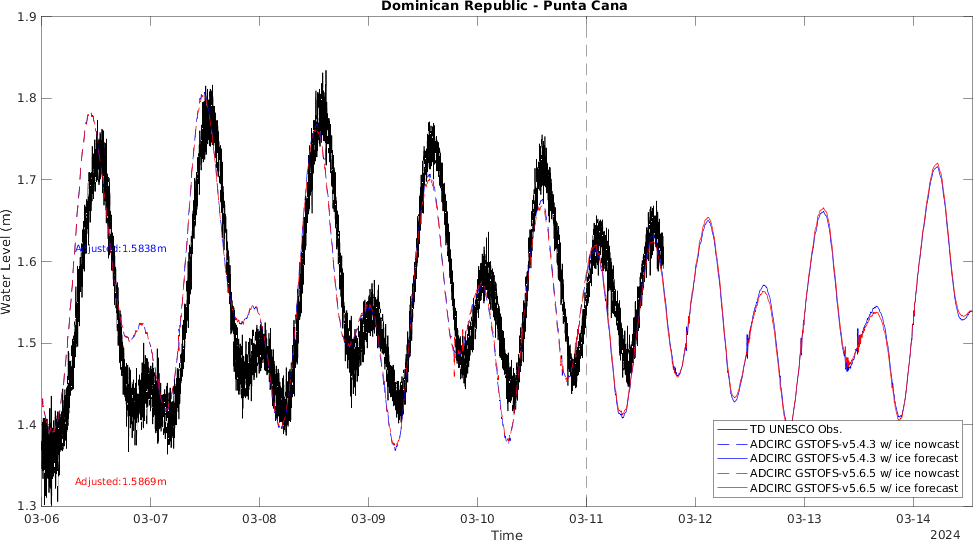 Dominican Republic - Punta Cana
1.9
1.8
1.7
1.6
1.5
1.4
1.3
Water Level (m)
Adjusted:1.5838m
Adjusted:1.5869m
TD UNESCO Obs.
ADCIRC GSTOFS-v5.4.3 w/ ice nowcast
ADCIRC GSTOFS-v5.4.3 w/ ice forecast
ADCIRC GSTOFS-v5.6.5 w/ ice nowcast
ADCIRC GSTOFS-v5.6.5 w/ ice forecast
03-06 03-07 03-08 03-09 03-10 03-11 03-12 03-13 03-14
Time
2024